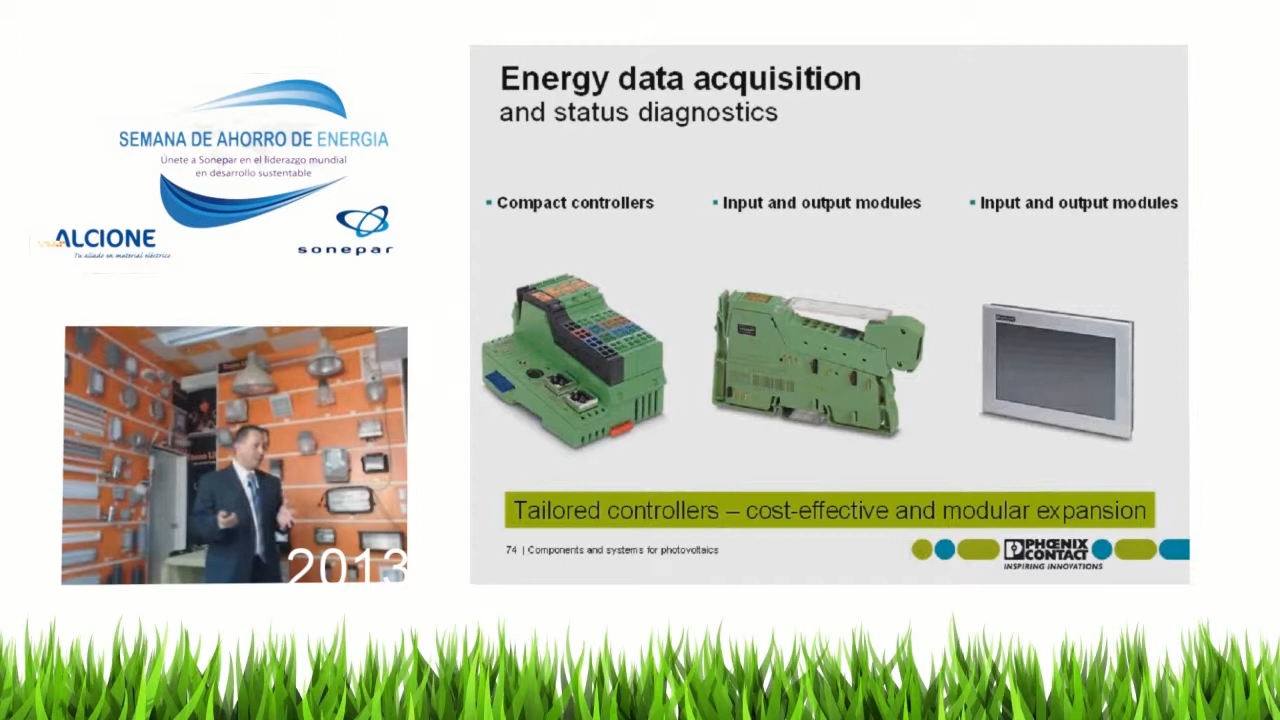 SEMANA DE AHORRO DE ENERGIA
Únete a Sonepar en el liderazgo mundial
en desarrollo sustentable
ALCIONE
Tu aliado en material eléctrico
sonepar
2013
Energy data acquisition
and status diagnostics
▪ Compact controllers
▪ Input and output modules
▪ Input and output modules
Tailored controllers – cost-effective and modular expansion
74 | Components and systems for photovoltaics
PHŒNIX
CONTACT
INSPIRING INNOVATIONS